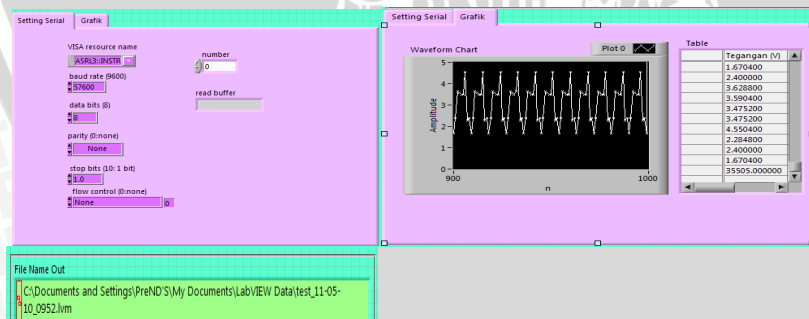 Setting Serial
Grafik
VISA resource name
ASRL3::INSTR
number
0
baud rate (9600)
57600
read buffer
data bits (8)
8
parity (0:none)
None
stop bits (10: 1 bit)
1.0
flow control (0:none)
None
0
File Name Out
C:\Documents and Settings\PreND'S\My Documents\LabVIEW Data\test_11-05-
10_0952.lvm
Setting Serial
Grafik
Waveform Chart
Plot 0
Amplitude
5
4
3
2
1
0
900
1000
n
Table
Tegangan (V)
1.670400
2.400000
3.628800
3.590400
3.475200
3.475200
4.550400
2.284800
2.400000
1.670400
35505.000000